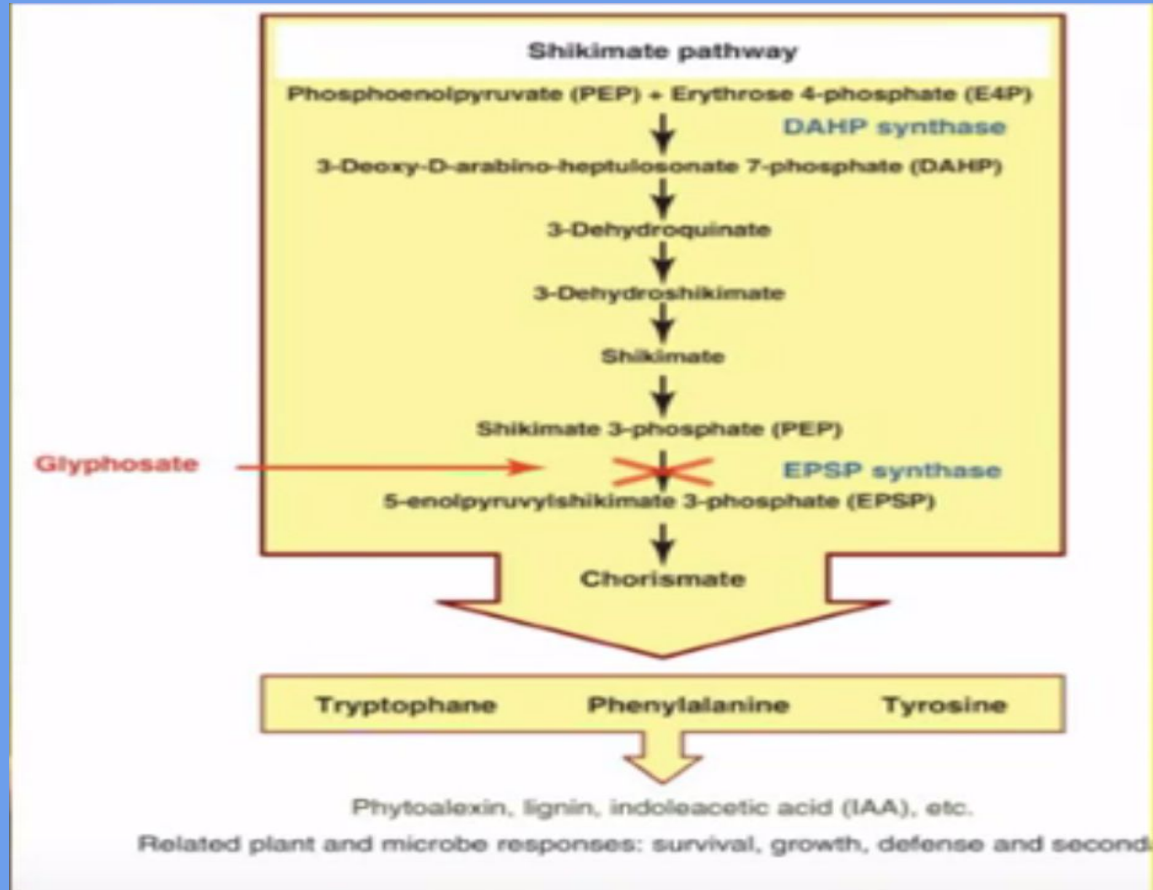 Shikimate pathway
Phosphoenolpyruvate (PEP) + Erythrose 4-phosphate (E4P)
DAHP synthase
3-Deoxy-D-arabino-heptulosonate 7-phosphate (DAHP)
3-Dehydroquinate
3-Dehydroshikimate
Shikimate
Shikimate 3-phosphate (PEP)
Glyphosate
EPSP synthase
5-enolpyruvylshikimate 3-phosphate (EPSP)
Chorismate
Tryptophane Phenylalanine Tyrosine
Phytoalexin, lignin, indoleacetic acid (IAA), etc.
Related plant and microbe responses: survival, growth, defense and second